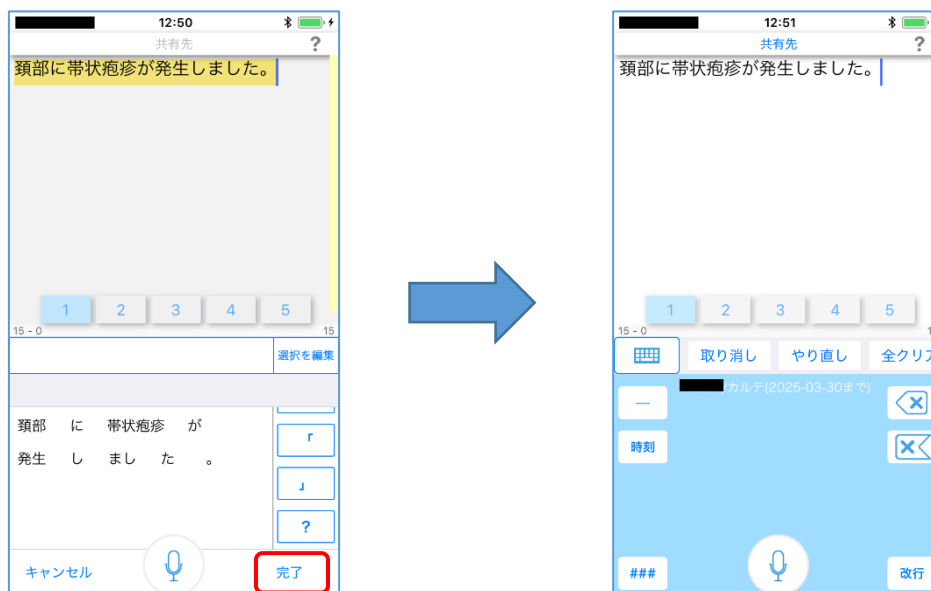 12:50
共有先 ?
頚部に帯状疱疹が発生しました。
1 2 3 4 5
15 - 0 15
選択を編集
頚部 に 帯状疱疹 が
発生 し まし た 。
「
」
?
キャンセル 完了
12:51
共有先 ?
頚部に帯状疱疹が発生しました。
1 2 3 4 5
15 - 0 1
取り消し やり直し 全クリア
/カルテ(2025-03-30まで)
時刻
### 改行